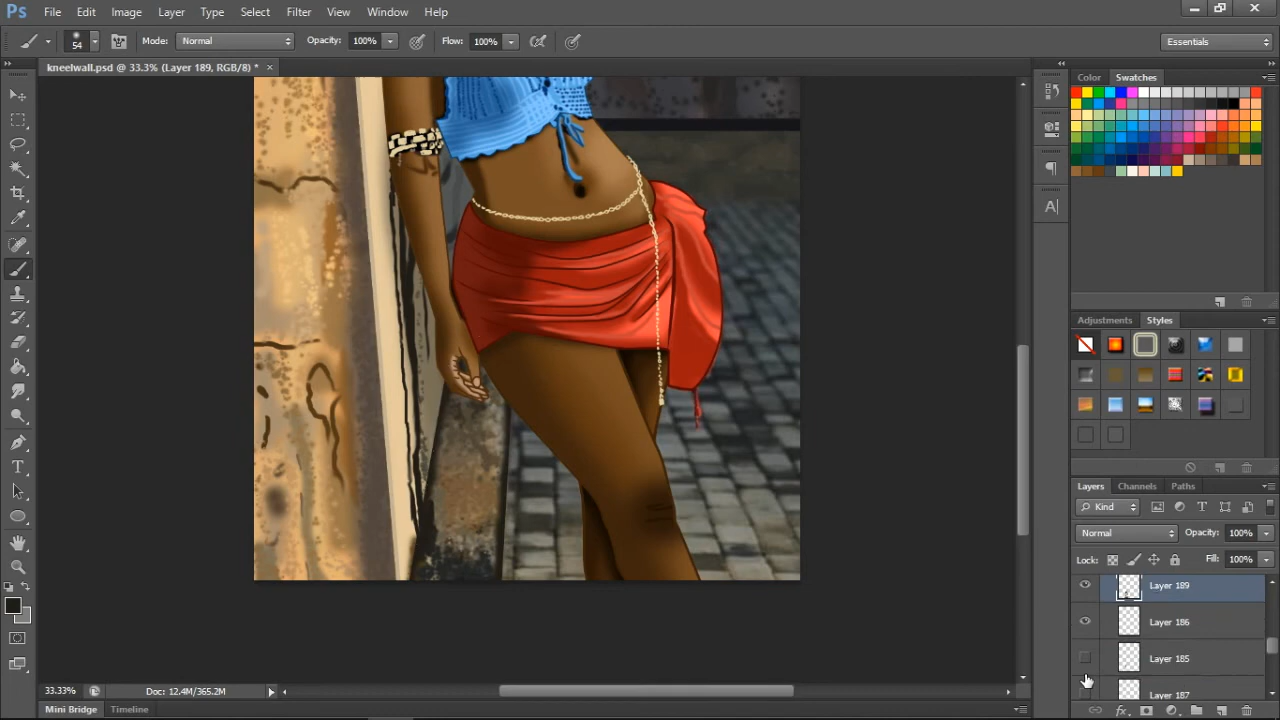 Ps File Edit Image Layer Type Select Filter View Window Help
54 Mode: Normal Opacity: 100% Flow: 100% Essentials
kneelwall.psd @ 33.3% (Layer 189, RGB/8) * ×
Color Swatches
A|
Adjustments Styles
T
Layers Channels Paths
Kind T
Normal Opacity: 100%
Lock: Fill: 100%
Layer 189
Layer 186
Layer 185
Layer 187
fx
33.33% Doc: 12.4M/365.2M
Mini Bridge Timeline